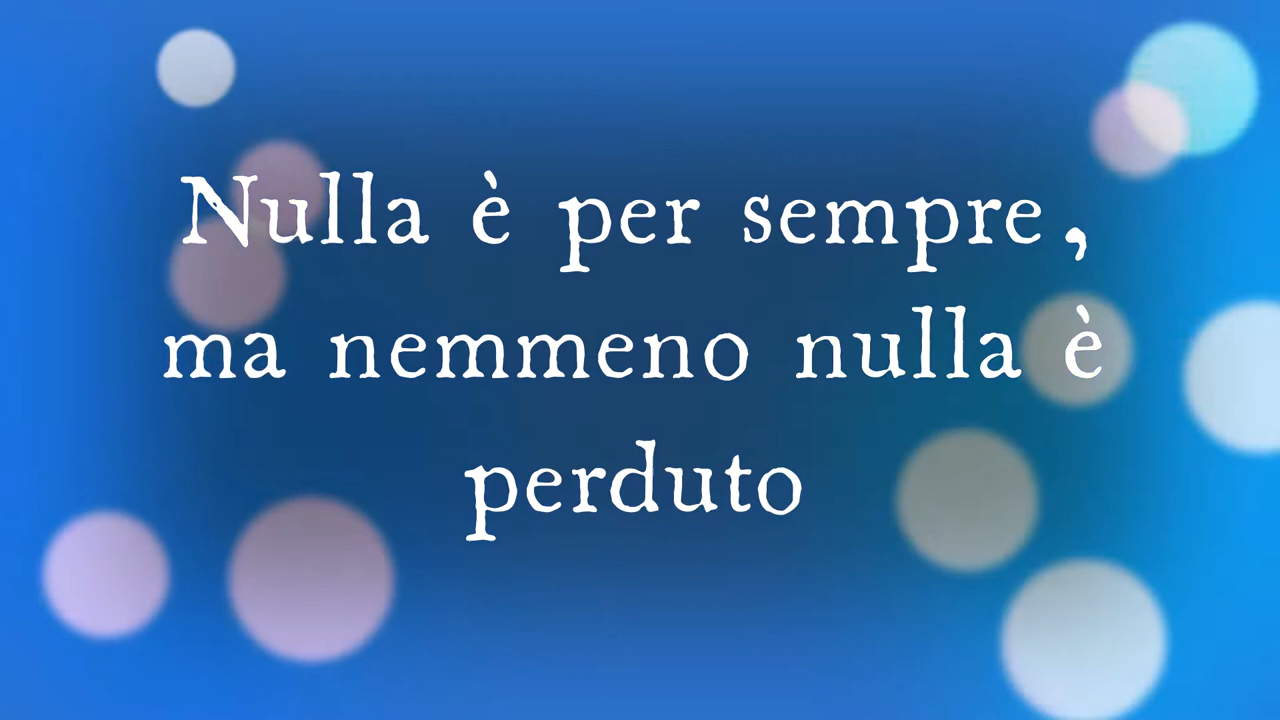 Nulla è per sempre,
ma nemmeno nulla è
perduto